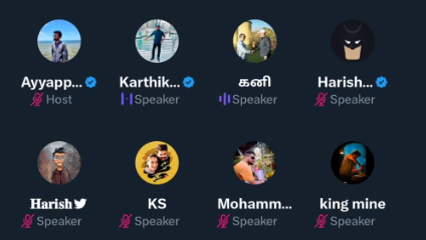 Ayyapp...
Karthik...
கனி
Harish...
Host
Speaker
Speaker
Speaker
Harish
KS
Mohamm...
king mine
Speaker
Speaker
Speaker
Speaker